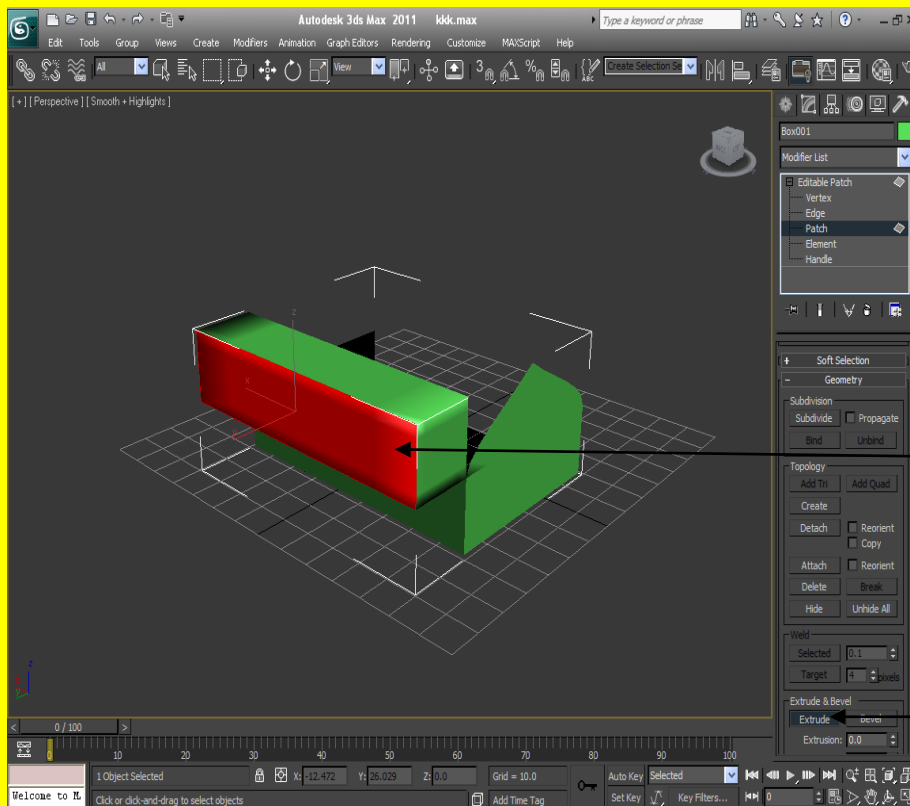 Autodesk 3ds Max 2011 kkk.max
Type a keyword or phrase
Edit Tools Group Views Create Modifiers Animation Graph Editors Rendering Customize MAXScript Help
All View 3 ABC Create Selection Se
[ + ] [ Perspective ] [ Smooth + Highlights ]
Box001
Modifier List
Editable Patch
Vertex
Edge
Patch
Element
Handle
z
x
+ Soft Selection
- Geometry
Subdivision
Subdivide Propagate
Bind Unbind
Topology
Add Tri Add Quad
Create
Detach Reorient
Copy
Attach Reorient
Delete Break
Hide Unhide All
Weld
Selected 0.1
Target 4 pixels
Extrude & Bevel
Extrude Bevel
Extrusion: 0.0
z
< 0 / 100 >
0 10 20 30 40 50 60 70 80 90 100
1 Object Selected X: -12.472 Y: 26.029 Z: 0.0 Grid = 10.0 Auto Key Selected
Welcome to M. Click or click-and-drag to select objects Add Time Tag Set Key Key Filters... 0